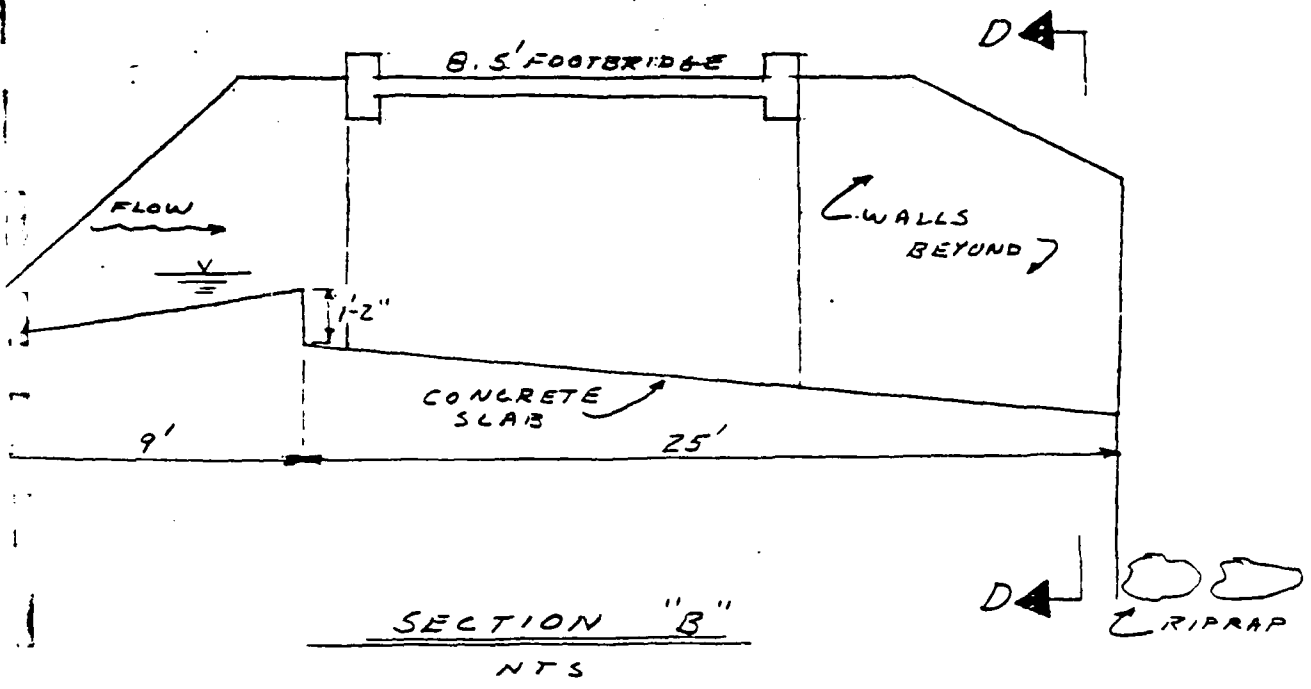 D
8.5' FOOTBRIDGE
FLOW
WALLS
BEYOND
1'-2"
CONCRETE
SLAB
9'
25'
D
RIPRAP
SECTION "B"
NTS